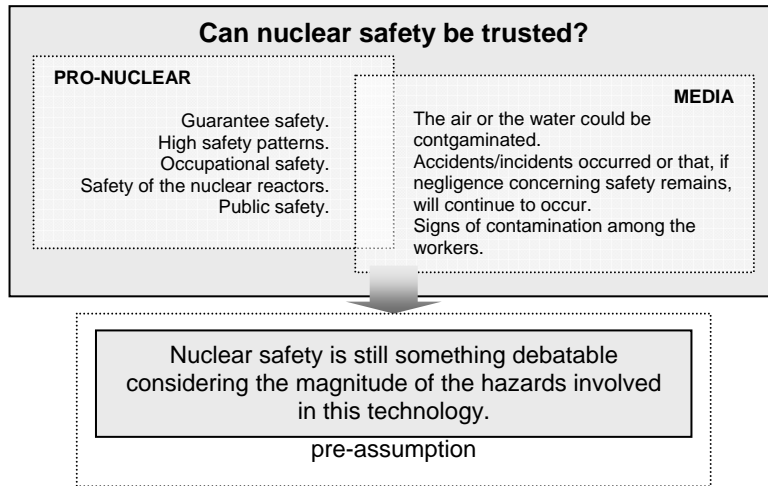 Can nuclear safety be trusted?
PRO-NUCLEAR
Guarantee safety.
High safety patterns.
Occupational safety.
Safety of the nuclear reactors.
Public safety.
MEDIA
The air or the water could be
contgaminated.
Accidents/incidents occurred or that, if
negligence concerning safety remains,
will continue to occur.
Signs of contamination among the
workers.
Nuclear safety is still something debatable
considering the magnitude of the hazards involved
in this technology.
pre-assumption